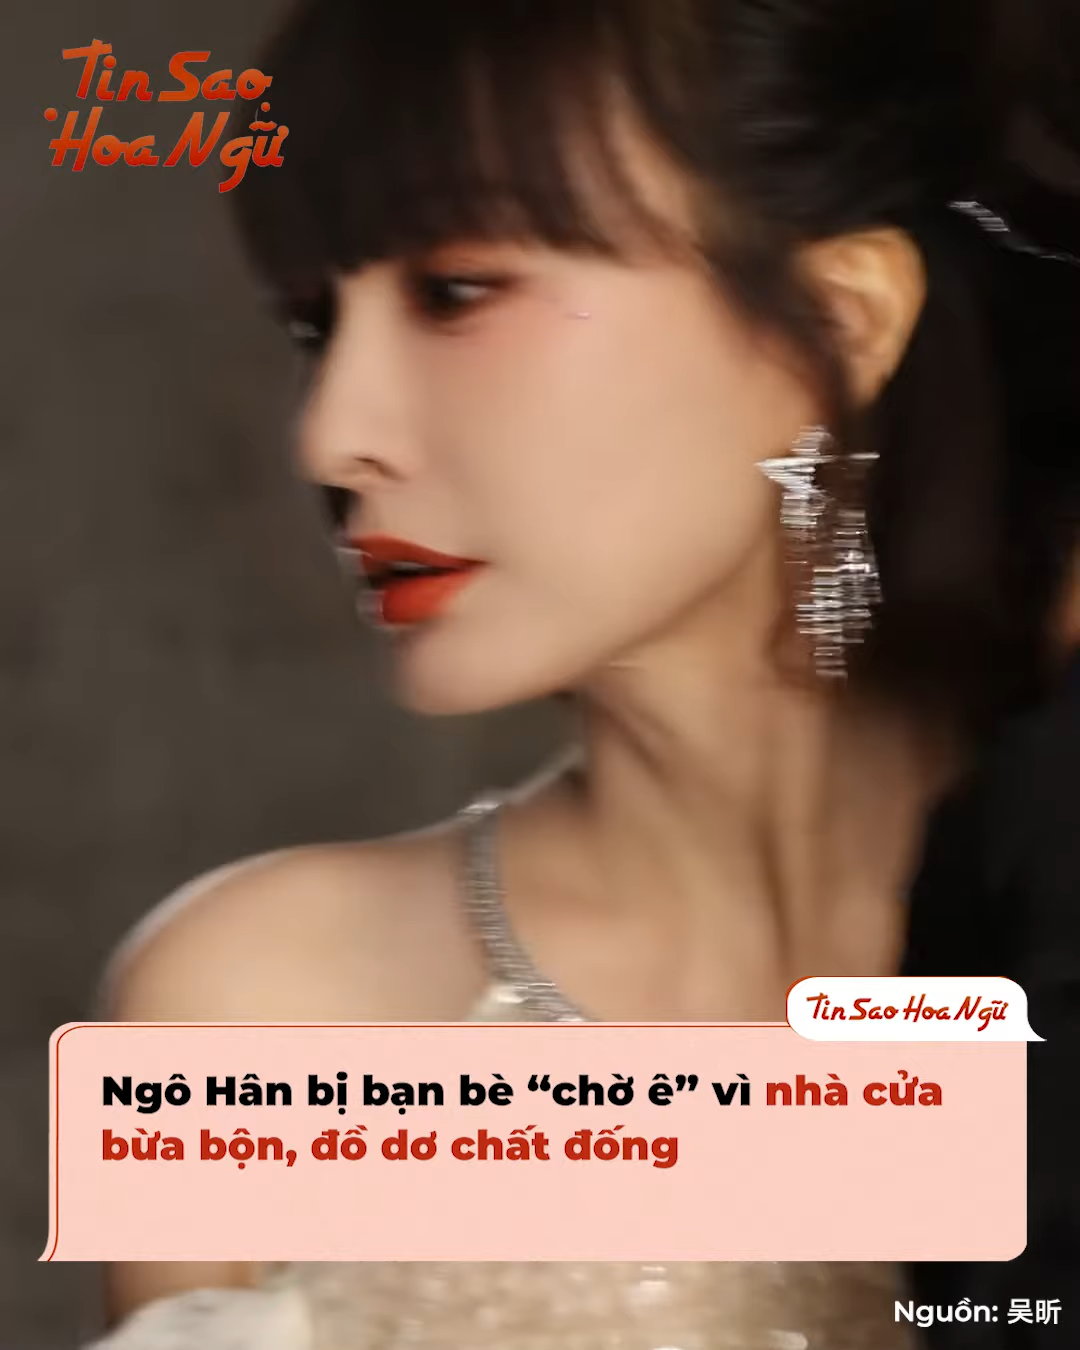 Tin Sao
Hoa Ngữ
Tin Sao Hoa Ngữ
Ngô Hân bị bạn bè “chờ ê” vì nhà cửa
bừa bộn, đồ dơ chất đống
Nguồn: 吴昕